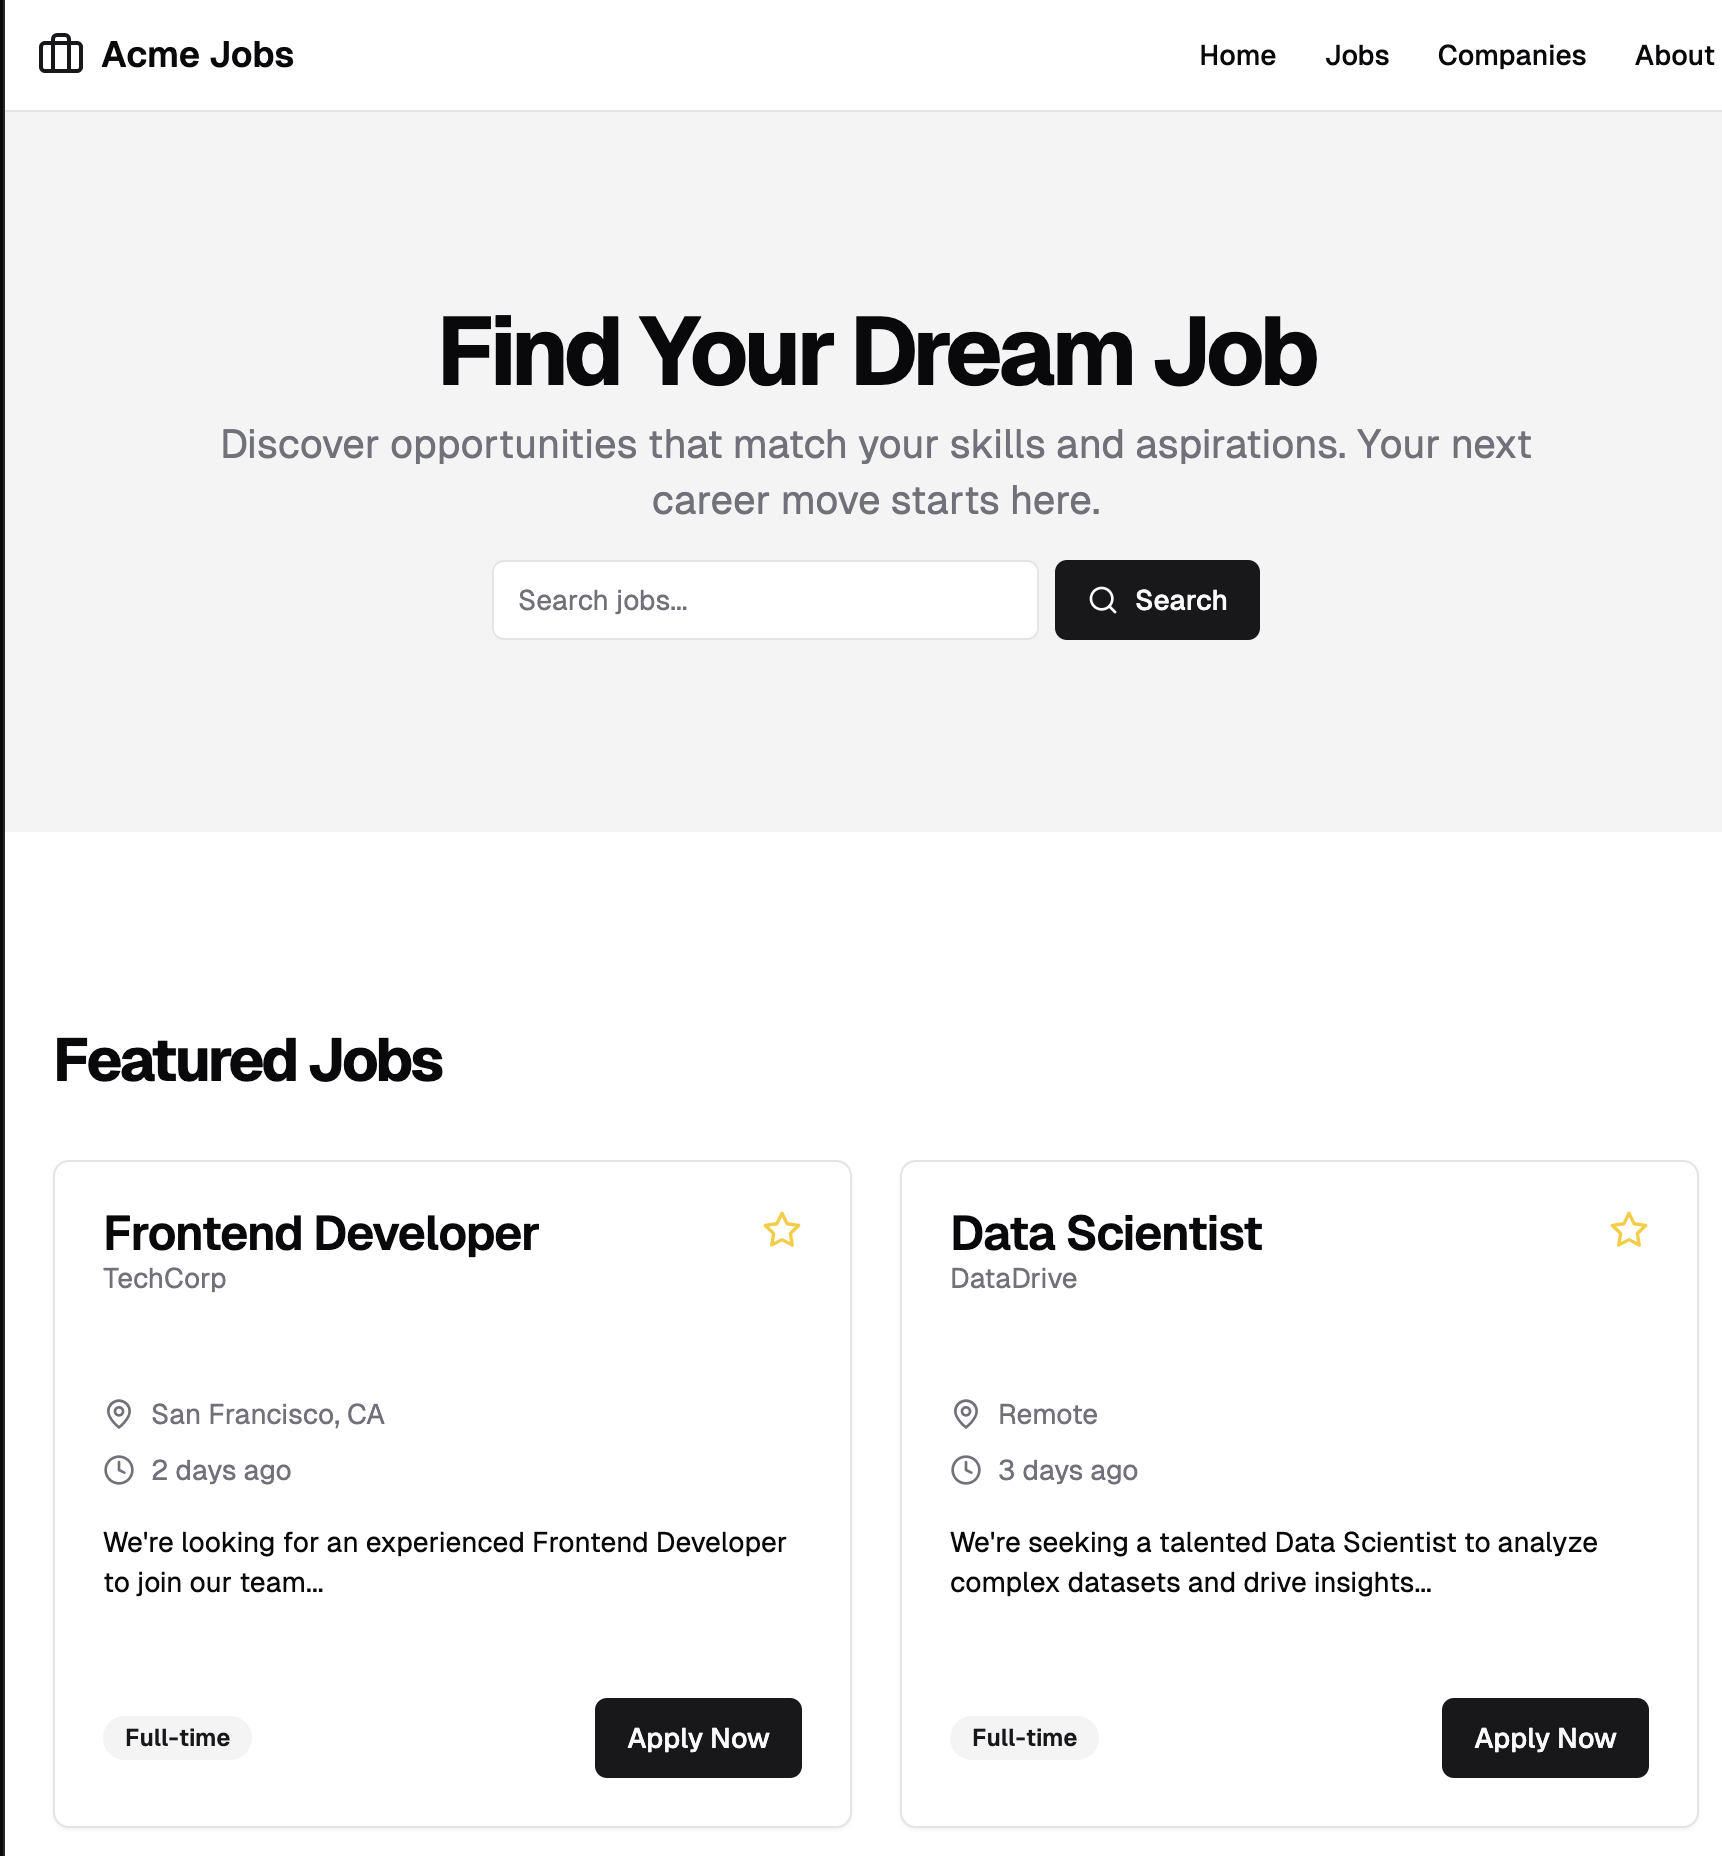 Acme Jobs
Home Jobs Companies About
Find Your Dream Job
Discover opportunities that match your skills and aspirations. Your next
career move starts here.
Search jobs...
Search
Featured Jobs
Frontend Developer
TechCorp
San Francisco, CA
2 days ago
We're looking for an experienced Frontend Developer
to join our team...
Full-time
Apply Now
Data Scientist
DataDrive
Remote
3 days ago
We're seeking a talented Data Scientist to analyze
complex datasets and drive insights...
Full-time
Apply Now